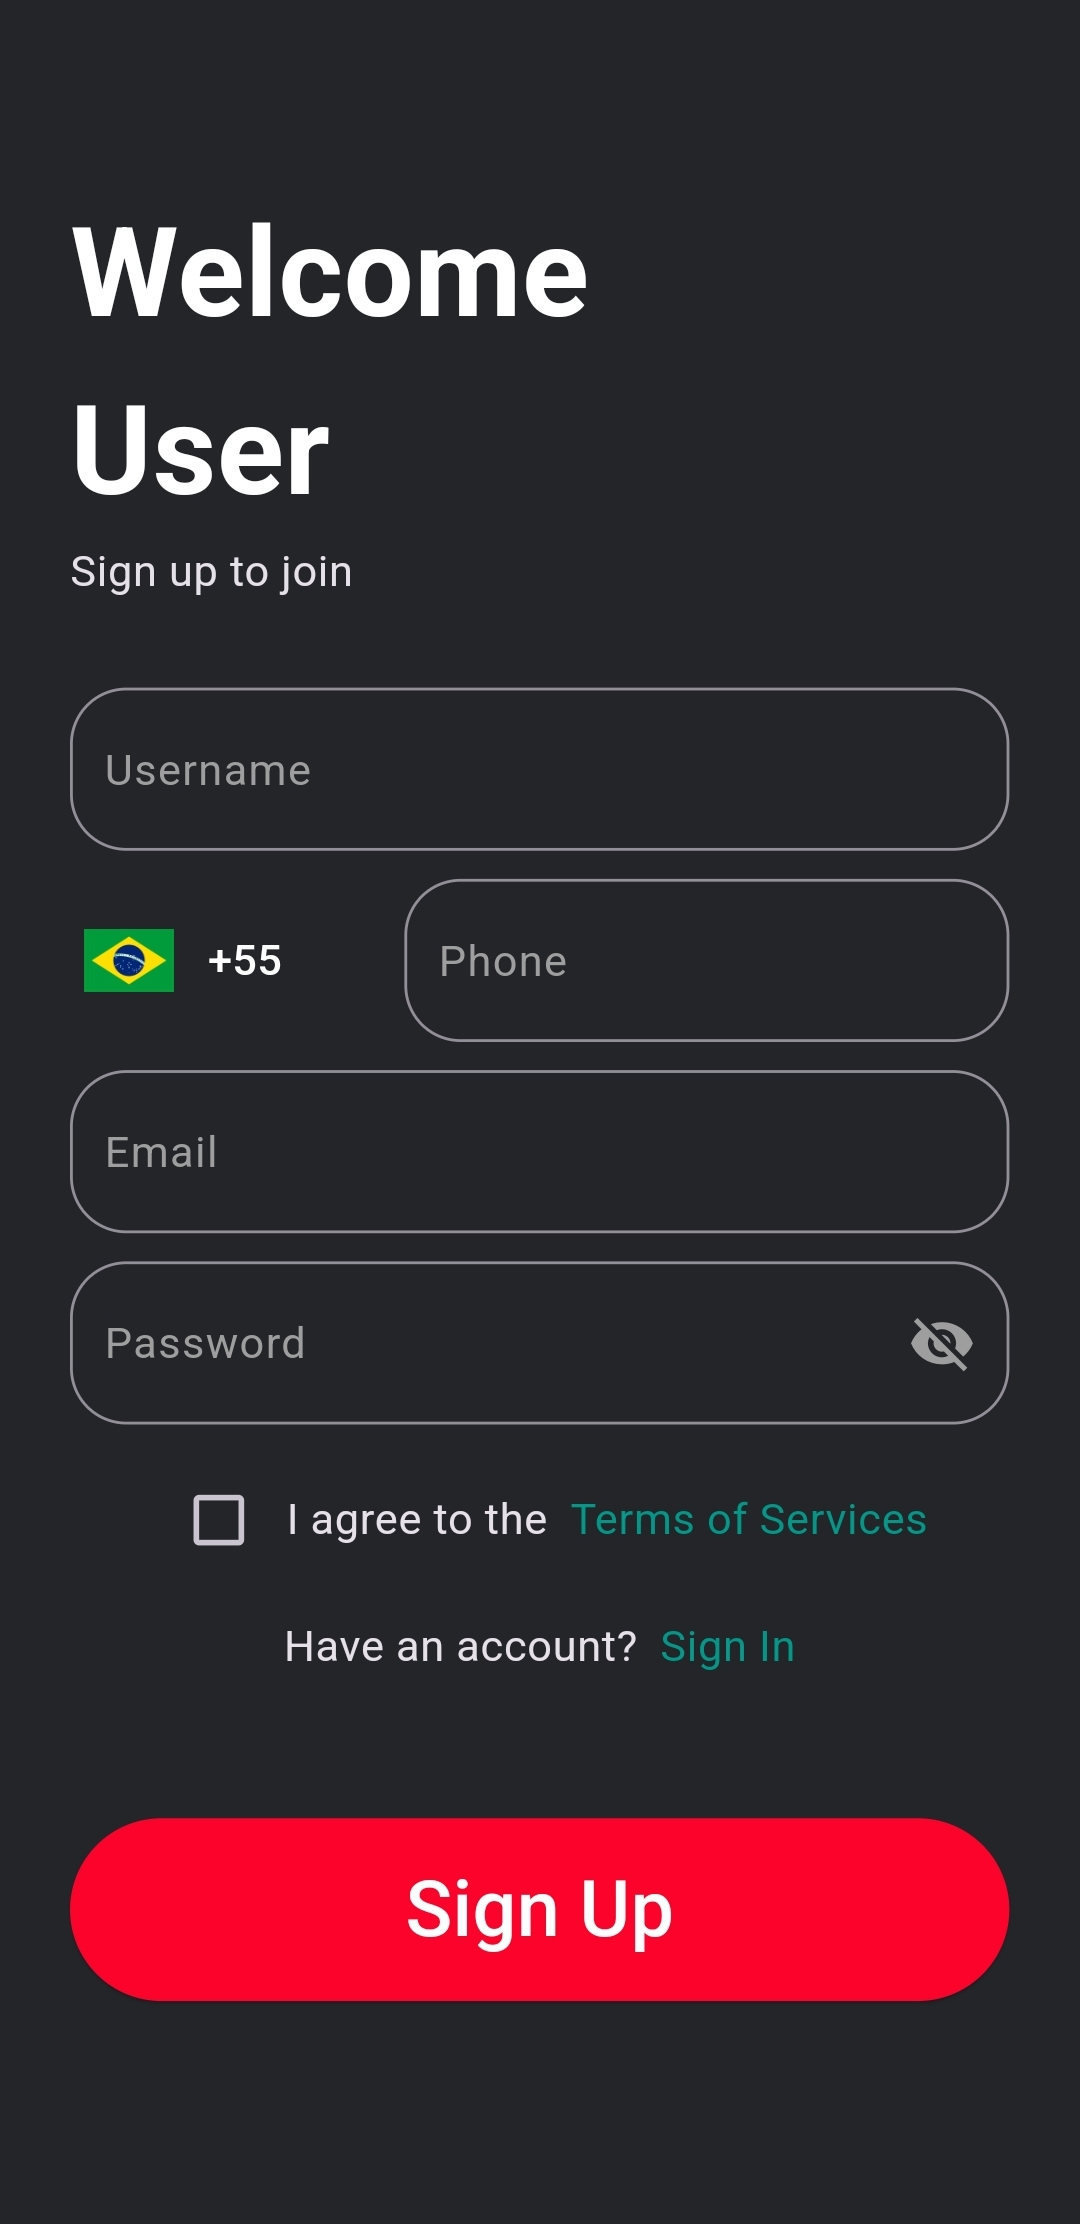 Welcome
User
Sign up to join
Username
+55 Phone
Email
Password
I agree to the Terms of Services
Have an account? Sign In
Sign Up